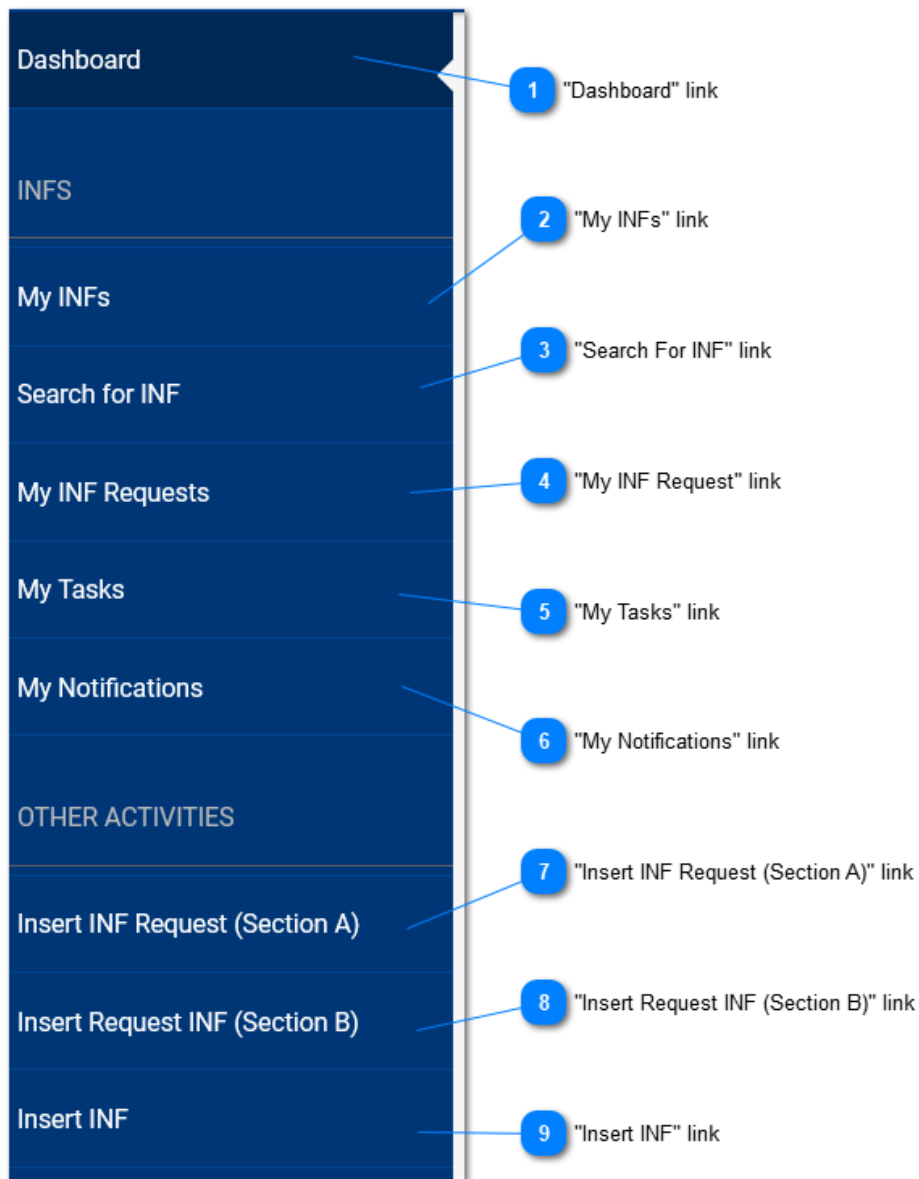 Dashboard
1 "Dashboard" link
INFS
2 "My INFs" link
My INFs
3 "Search For INF" link
Search for INF
4 "My INF Request" link
My INF Requests
My Tasks
5 "My Tasks" link
My Notifications
6 "My Notifications" link
OTHER ACTIVITIES
7 "Insert INF Request (Section A)" link
Insert INF Request (Section A)
8 "Insert Request INF (Section B)" link
Insert Request INF (Section B)
Insert INF
9 "Insert INF" link